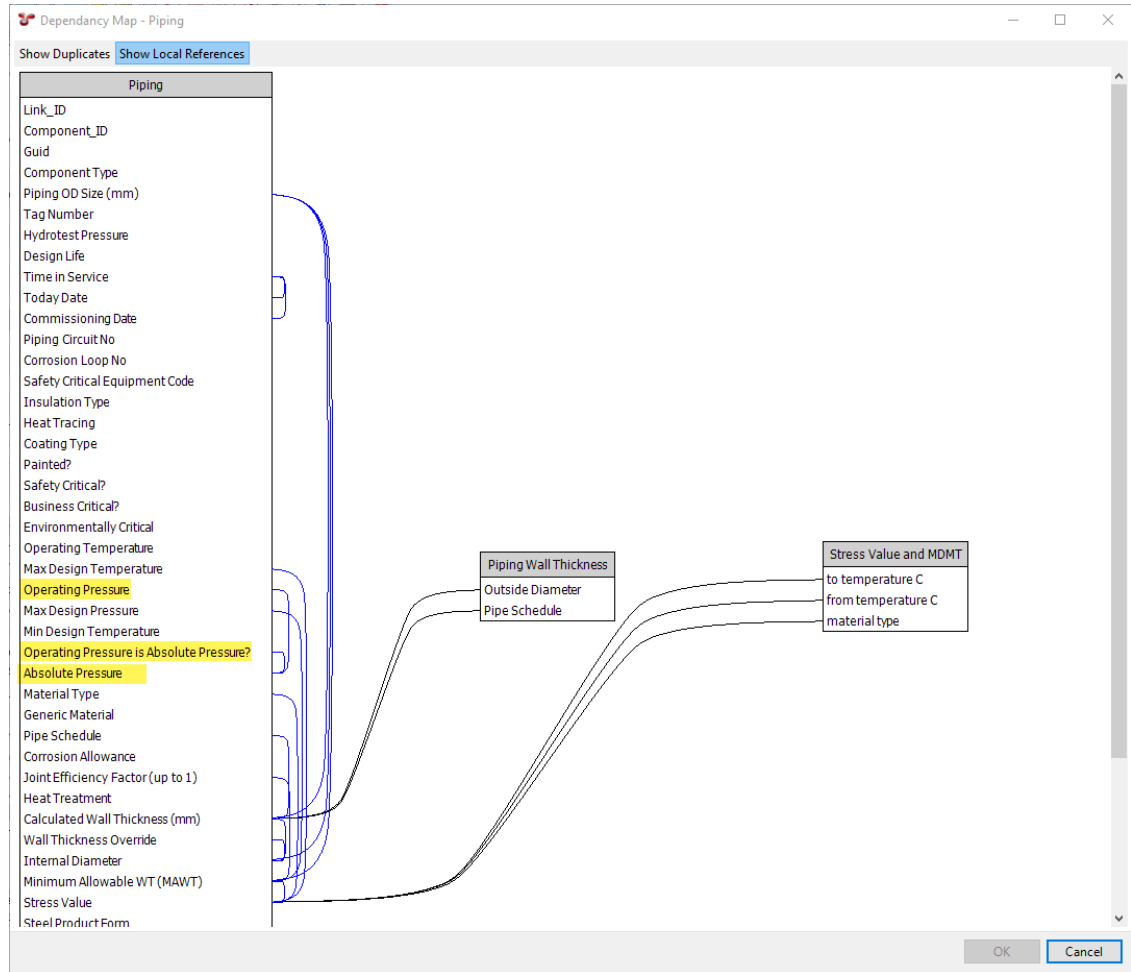 Dependancy Map - Piping
Show Duplicates Show Local References
Piping
Link_ID
Component_ID
Guid
Component Type
Piping OD Size (mm)
Tag Number
Hydrotest Pressure
Design Life
Time in Service
Today Date
Commissioning Date
Piping Circuit No
Corrosion Loop No
Safety Critical Equipment Code
Insulation Type
Heat Tracing
Coating Type
Painted?
Safety Critical?
Business Critical?
Environmentally Critical
Operating Temperature
Max Design Temperature
Operating Pressure
Max Design Pressure
Min Design Temperature
Operating Pressure is Absolute Pressure?
Absolute Pressure
Material Type
Generic Material
Pipe Schedule
Corrosion Allowance
Joint Efficiency Factor (up to 1)
Heat Treatment
Calculated Wall Thickness (mm)
Wall Thickness Override
Internal Diameter
Minimum Allowable WT (MAWT)
Stress Value
Steel Product Form
Piping Wall Thickness
Outside Diameter
Pipe Schedule
Stress Value and MDMT
to temperature C
from temperature C
material type
OK Cancel